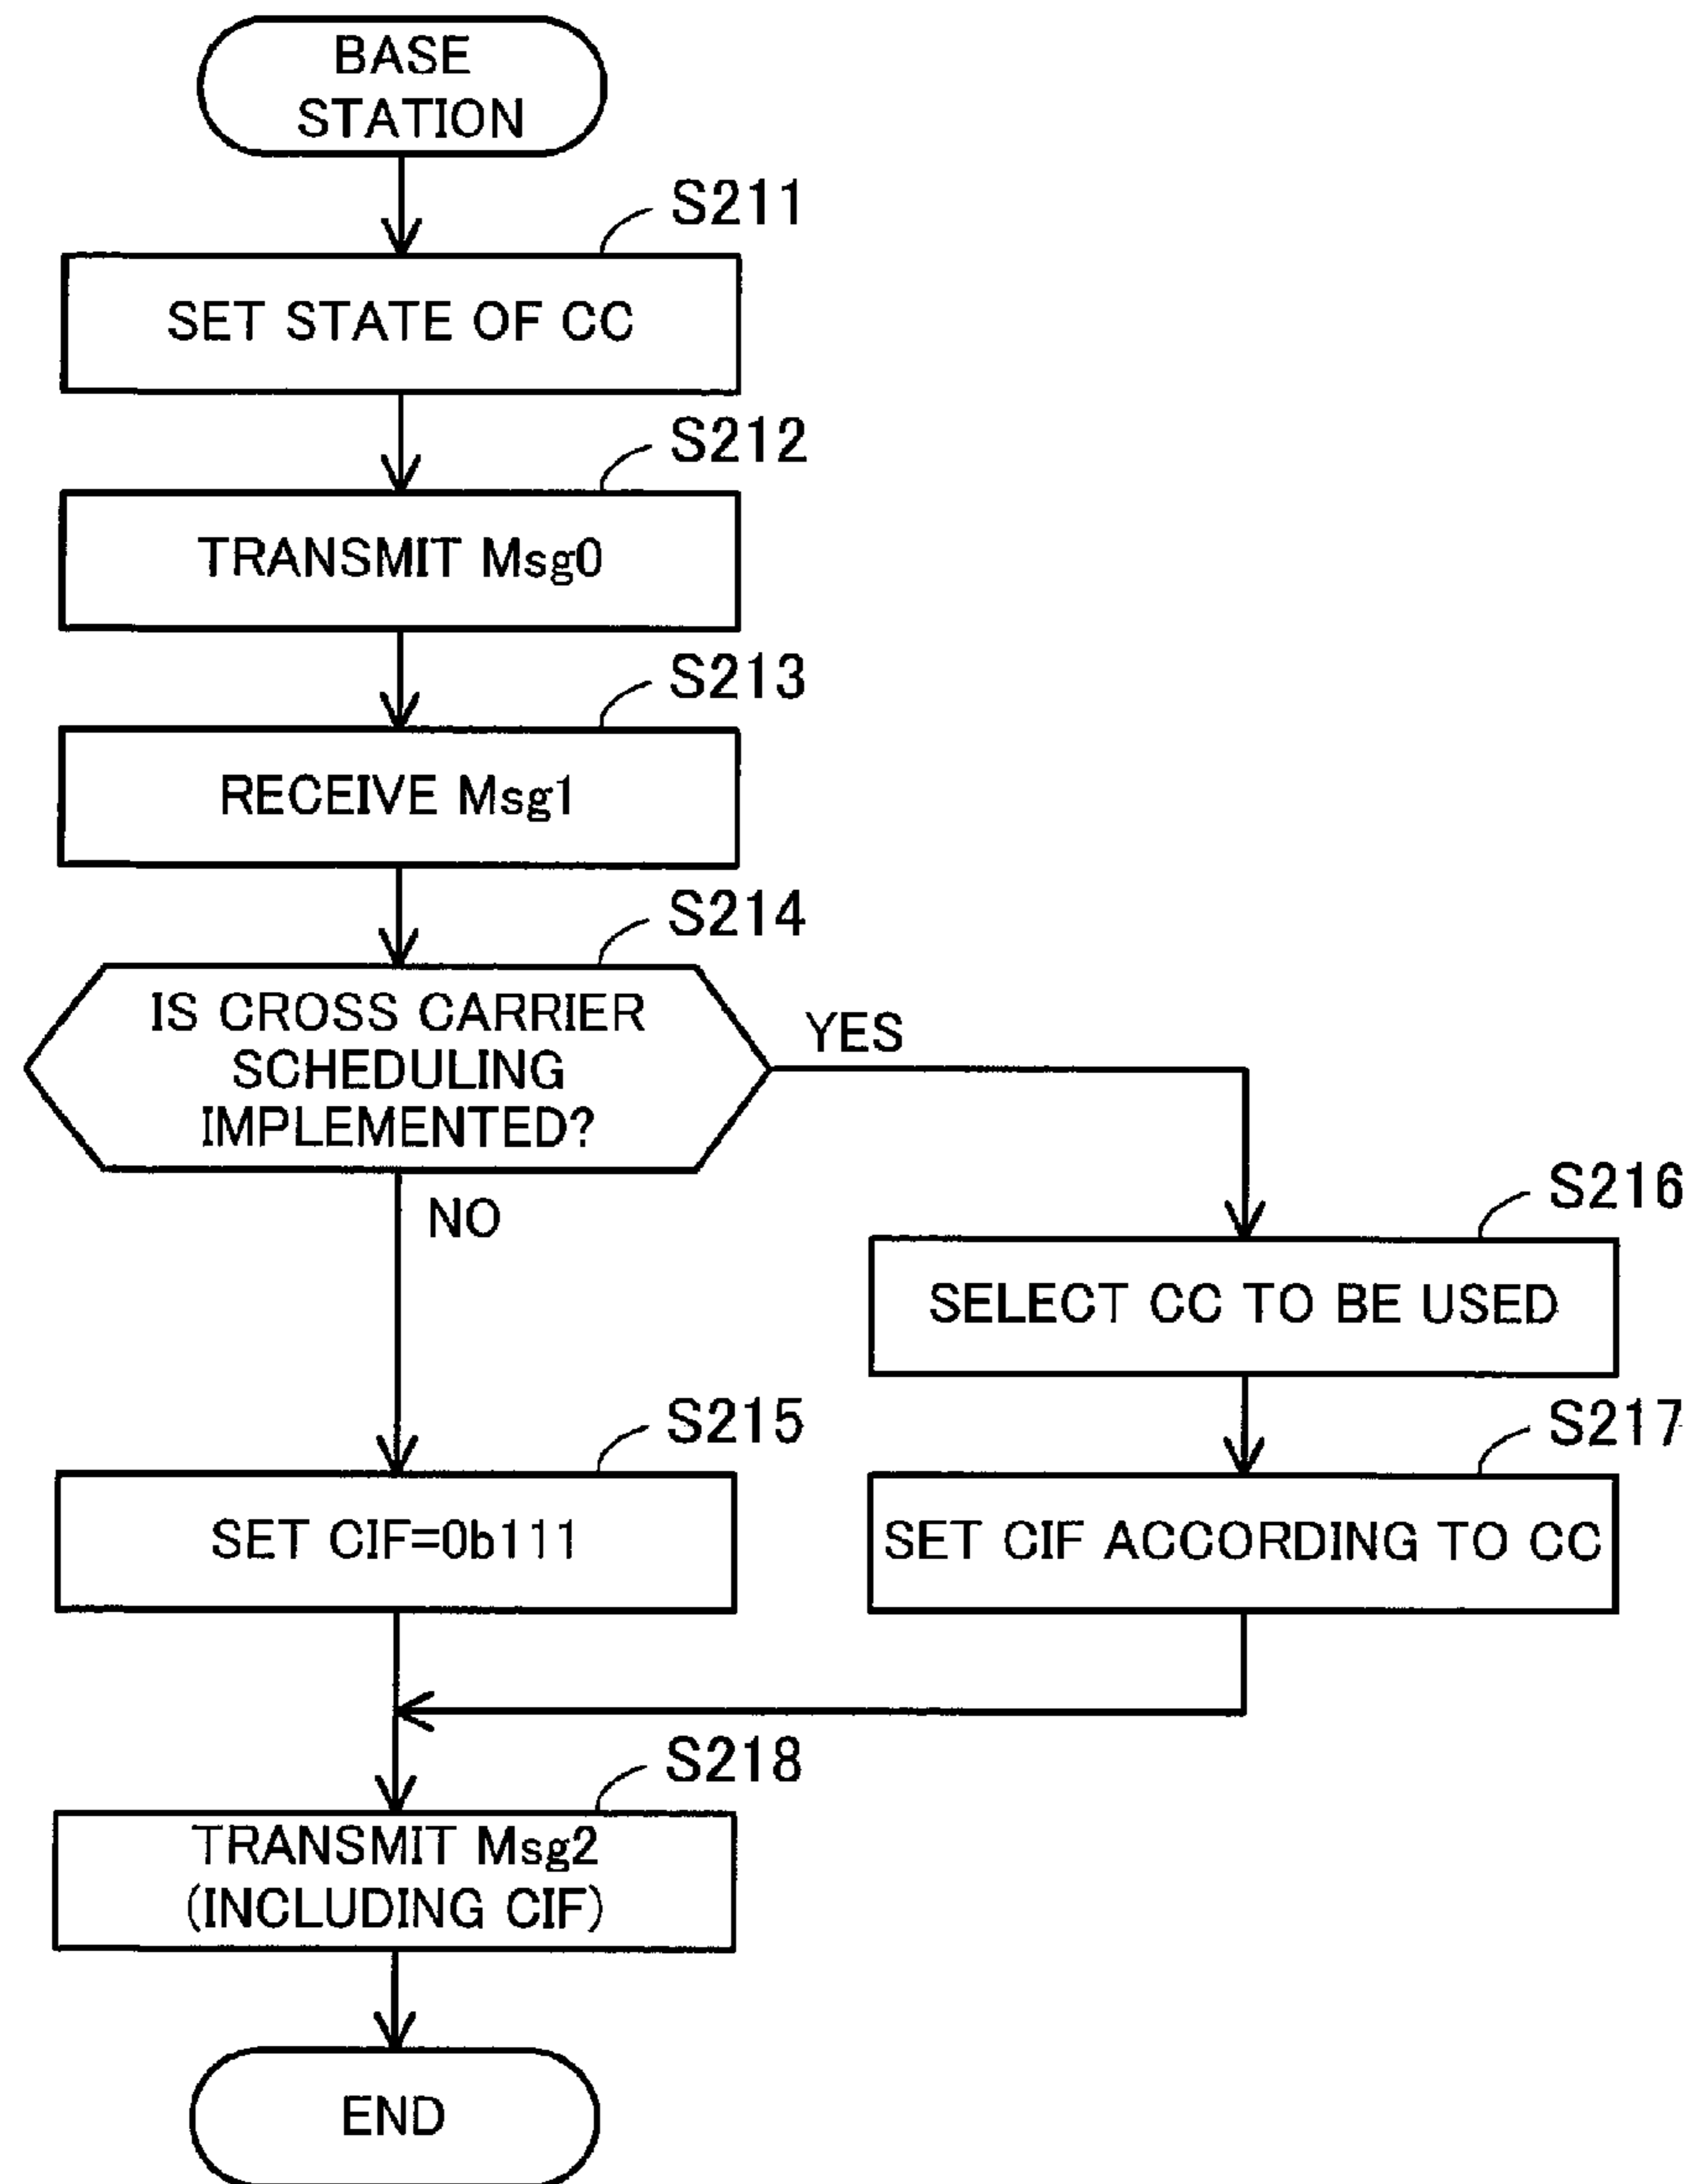 BASE
STATION
S211
SET STATE OF CC
S212
TRANSMIT Msg0
S213
RECEIVE Msg1
S214
IS CROSS CARRIER
SCHEDULING
IMPLEMENTED?
YES
NO
S216
SELECT CC TO BE USED
S215
SET CIF=0b111
S217
SET CIF ACCORDING TO CC
S218
TRANSMIT Msg2
(INCLUDING CIF)
END